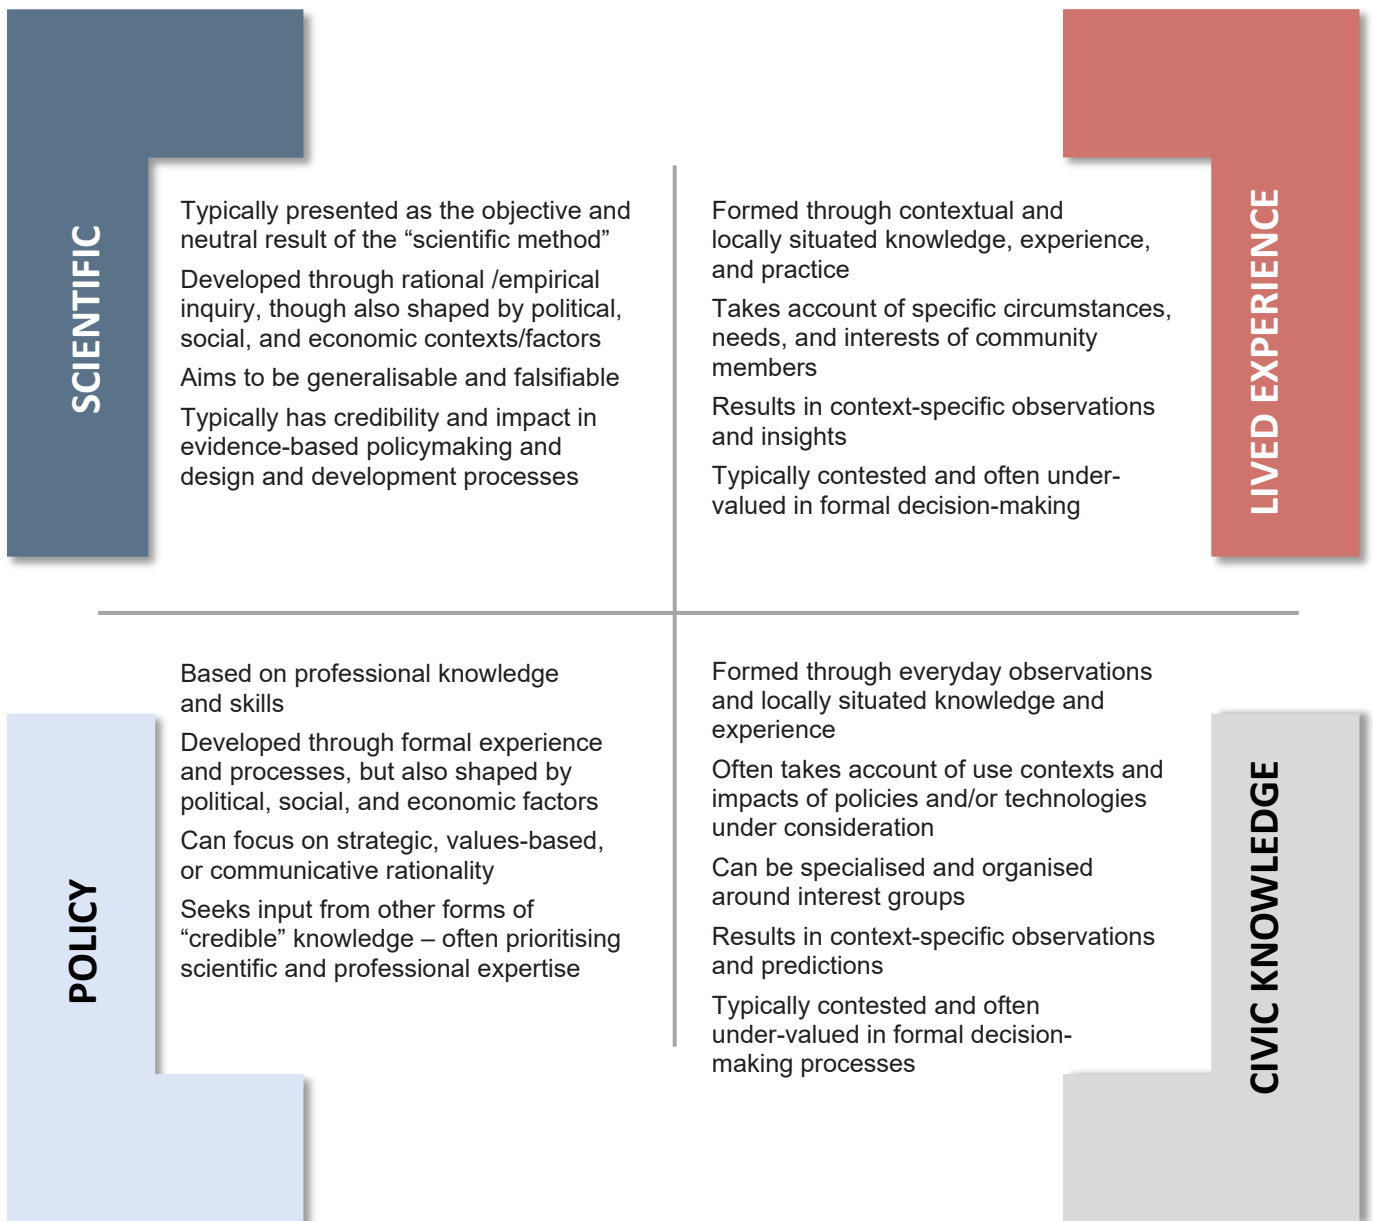 SCIENTIFIC
Typically presented as the objective and
neutral result of the “scientific method”
Developed through rational /empirical
inquiry, though also shaped by political,
social, and economic contexts/factors
Aims to be generalisable and falsifiable
Typically has credibility and impact in
evidence-based policymaking and
design and development processes
LIVED EXPERIENCE
Formed through contextual and
locally situated knowledge, experience,
and practice
Takes account of specific circumstances,
needs, and interests of community
members
Results in context-specific observations
and insights
Typically contested and often under-
valued in formal decision-making
POLICY
Based on professional knowledge
and skills
Developed through formal experience
and processes, but also shaped by
political, social, and economic factors
Can focus on strategic, values-based,
or communicative rationality
Seeks input from other forms of
“credible” knowledge – often prioritising
scientific and professional expertise
CIVIC KNOWLEDGE
Formed through everyday observations
and locally situated knowledge and
experience
Often takes account of use contexts and
impacts of policies and/or technologies
under consideration
Can be specialised and organised
around interest groups
Results in context-specific observations
and predictions
Typically contested and often
under-valued in formal decision-
making processes